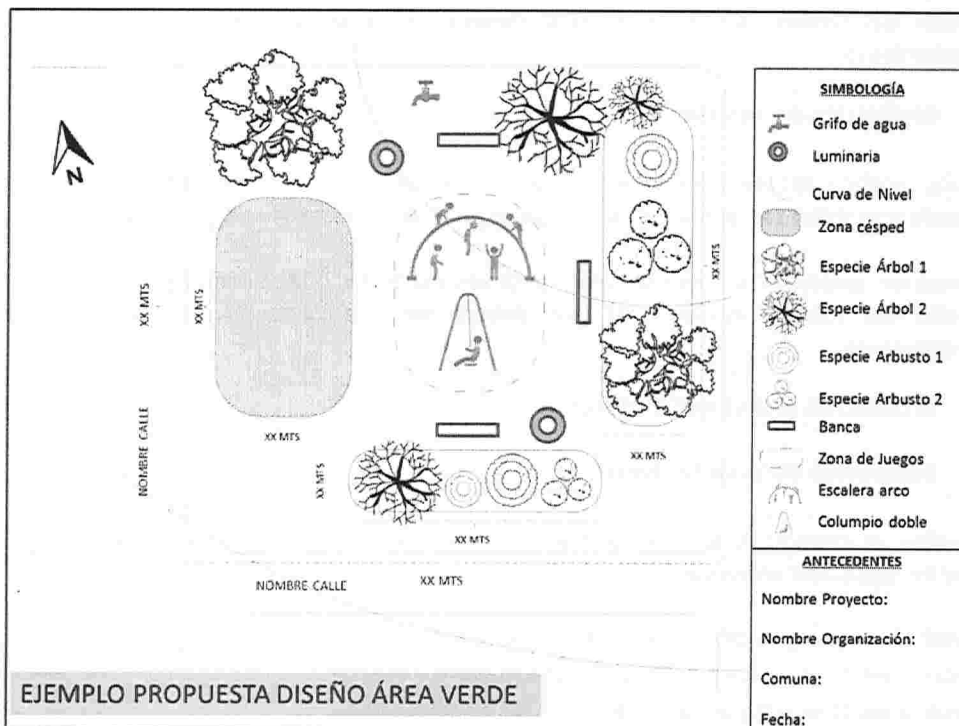 N
XX MTS
XX MTS
NOMBRE CALLE
XX MTS
XX MTS
XX MTS
XX MTS
XX MTS
NOMBRE CALLE
XX MTS
EJEMPLO PROPUESTA DISEÑO ÁREA VERDE
SIMBOLOGÍA
Grifo de agua
Luminaria
Curva de Nivel
Zona césped
Especie Árbol 1
Especie Árbol 2
Especie Arbusto 1
Especie Arbusto 2
Banca
Zona de Juegos
Escalera arco
Columpio doble
ANTECEDENTES
Nombre Proyecto:
Nombre Organización:
Comuna:
Fecha: